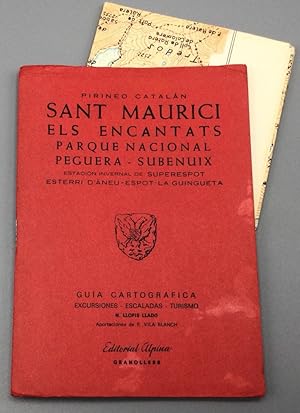 PIRINEO CATALÁN
SANT MAURICI
ELS ENCANTATS
PARQUE NACIONAL
PEGUERA - SUBENUIX
ESTACIÓN INVERNAL DE SUPERESPOT
ESTERRI D'ÀNEU-ESPOT LA GUINGUETA
GUIA CARTOGRAFICA
EXCURSIONES - ESCALADAS - TURISMO
N. LLOPIS LLADÓ
Aportaciones de E. VILA BLANCH
Editorial Alpina
GRANOLLERS